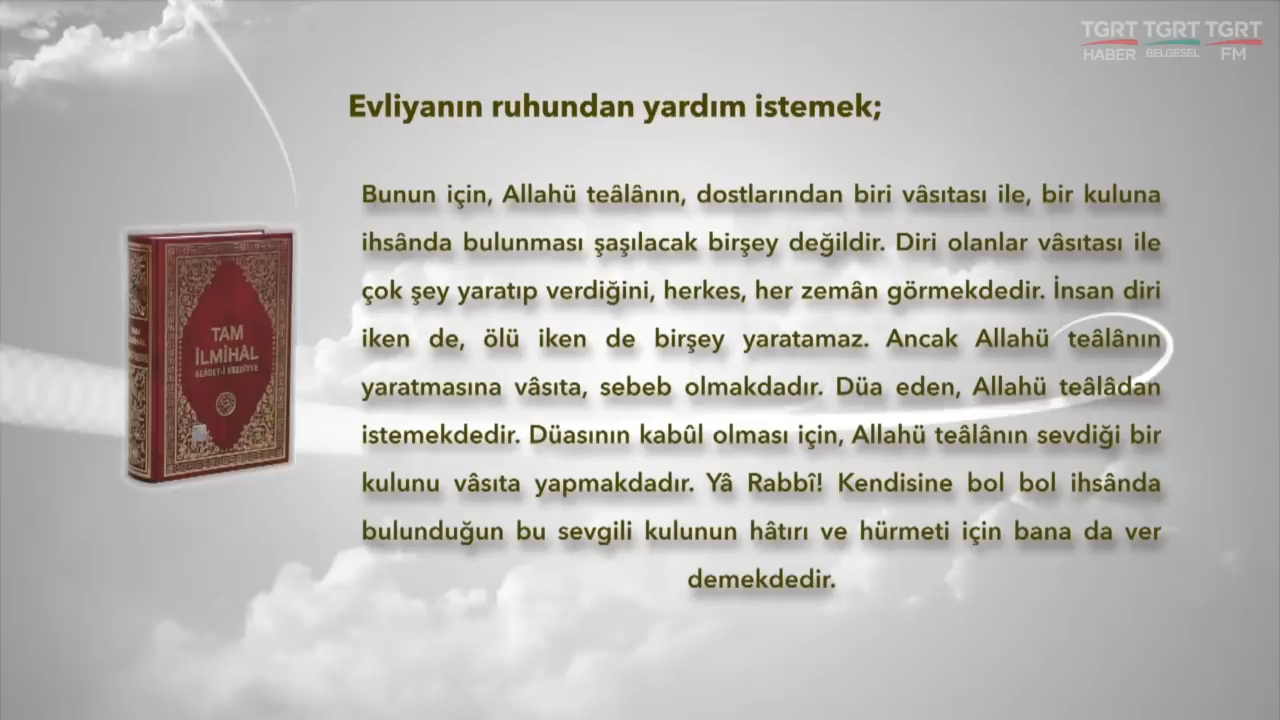 TGRT TGRT TGRT
HABER BELGESEL FM
Evliyanın ruhundan yardım istemek;
Bunun için, Allahü teâlânın, dostlarından biri vâsıtası ile, bir kuluna
ihsânda bulunması şaşılacak birşey değildir. Diri olanlar vâsıtası ile
çok şey yaratıp verdiğini, herkes, her zemân görmekdedir. İnsan diri
iken de, ölü iken de birşey yaratamaz. Ancak Allahü teâlânın
yaratmasına vâsıta, sebeb olmakdadır. Düa eden, Allahü teâlâdan
istemekdedir. Düasının kabûl olması için, Allahü teâlânın sevdiği bir
kulunu vâsıta yapmakdadır. Yâ Rabbî! Kendisine bol bol ihsânda
bulunduğun bu sevgili kulunun hâtırı ve hürmeti için bana da ver
demekdedir.
TAM
İLMİHÂL
SEÂDET-İ EBEDİYYE